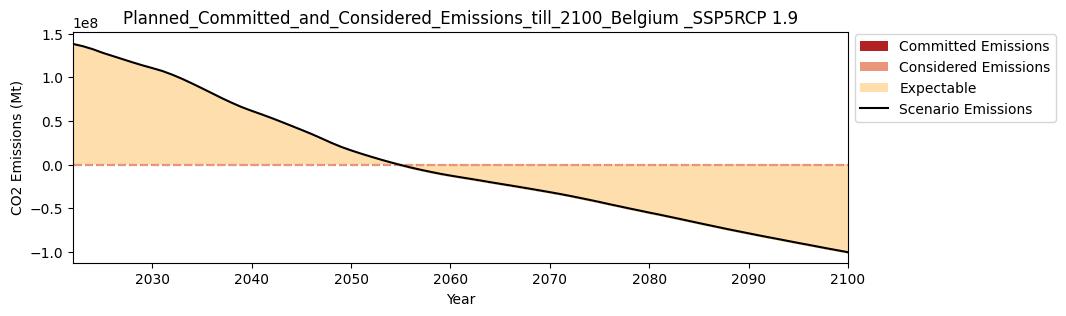 Planned_Committed_and_Considered_Emissions_till_2100_Belgium _SSP5RCP 1.9
1e8
1.5
1.0
0.5
0.0
−0.5
−1.0
CO2 Emissions (Mt)
2030 2040 2050 2060 2070 2080 2090 2100
Year
Committed Emissions
Considered Emissions
Expectable
Scenario Emissions